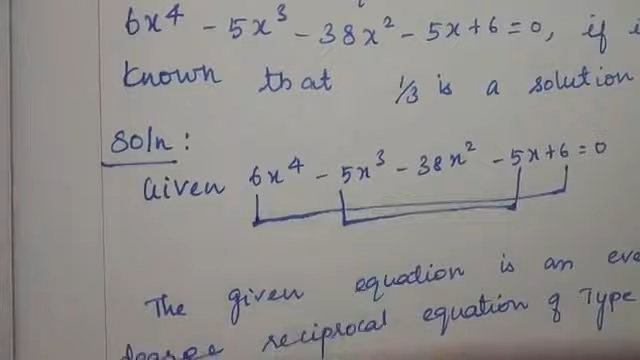 6x⁴ - 5x³ - 38x² - 5x + 6 = 0, if
Known that 1/3 is a solution
Soln:
Given 6x⁴ - 5x³ - 38x² - 5x + 6 = 0
The given equation is an
degree reciprocal equation of Type